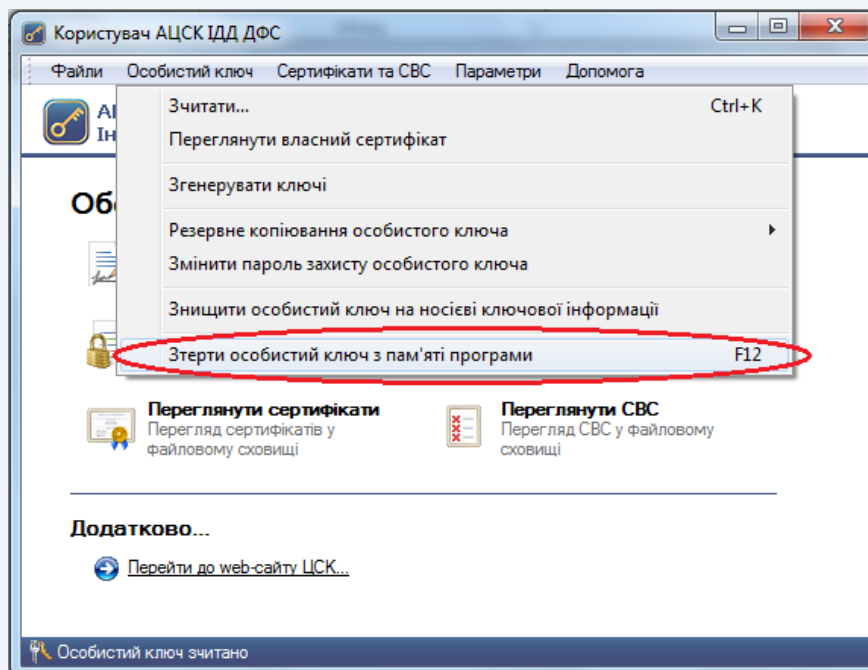 Користувач АЦСК ІДД ДФС
Файли Особистий ключ Сертифікати та СВС Параметри Допомога
Зчитати... Ctrl+K
Переглянути власний сертифікат
Згенерувати ключі
Резервне копіювання особистого ключа
Змінити пароль захисту особистого ключа
Знищити особистий ключ на носієві ключової інформації
Зтерти особистий ключ з пам'яті програми F12
Переглянути сертифікати
Перегляд сертифікатів у
файловому сховищі
Переглянути СВС
Перегляд СВС у файловому
сховищі
Додатково...
Перейти до web-сайту ЦСК...
Особистий ключ зчитано